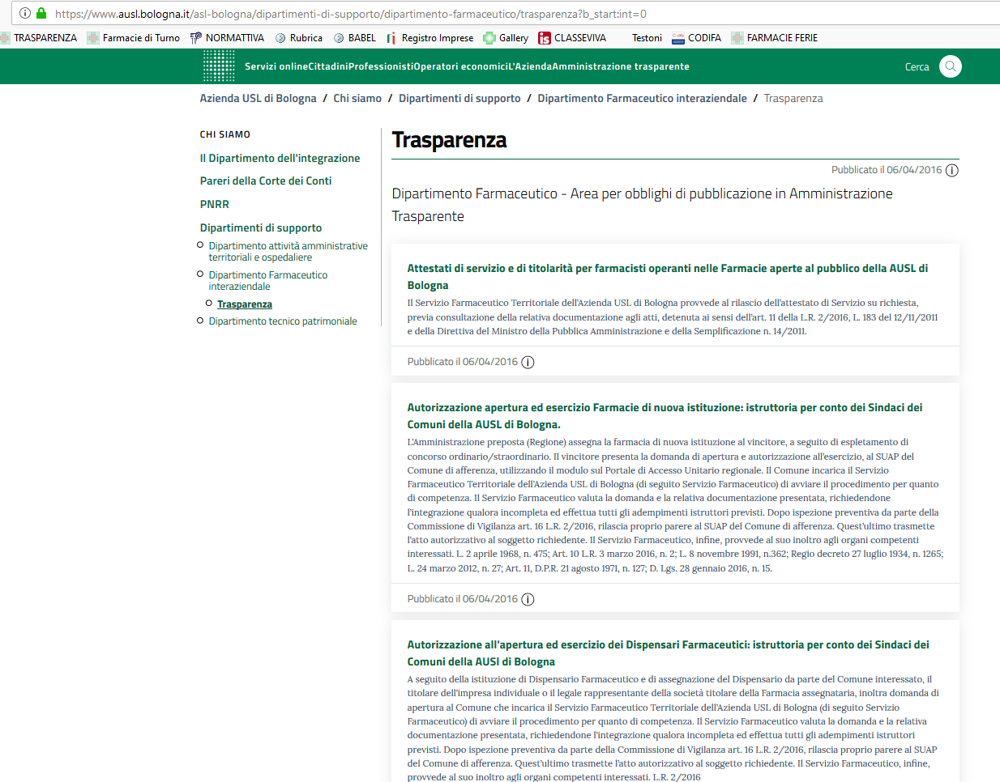 https://www.ausl.bologna.it/asl-bologna/dipartimenti-di-supporto/dipartimento-farmaceutico/trasparenza?b_start:int=0
TRASPARENZA Farmacie di Turno NORMATTIVA Rubrica BABEL Registro Imprese Gallery CLASSEVIVA Testoni CODIFA FARMACIE FERIE
Servizi onlineCittadiniProfessionistiOperatori economiciL'AziendaAmministrazione trasparente
Cerca
Azienda USL di Bologna / Chi siamo / Dipartimenti di supporto / Dipartimento Farmaceutico interaziendale / Trasparenza
CHI SIAMO
Il Dipartimento dell'integrazione
Pareri della Corte dei Conti
PNRR
Dipartimenti di supporto
Dipartimento attività amministrative
territoriali e ospedaliere
Dipartimento Farmaceutico
interaziendale
Trasparenza
Dipartimento tecnico patrimoniale
Trasparenza
Pubblicato il 06/04/2016
Dipartimento Farmaceutico - Area per obblighi di pubblicazione in Amministrazione
Trasparente
Attestati di servizio e di titolarità per farmacisti operanti nelle Farmacie aperte al pubblico della AUSL di
Bologna
Il Servizio Farmaceutico Territoriale dell'Azienda USL di Bologna provvede al rilascio dell'attestato di Servizio su richiesta,
previa consultazione della relativa documentazione agli atti, detenuta ai sensi dell'art. 11 della L.R. 2/2016, L. 183 del 12/11/2011
e della Direttiva del Ministro della Pubblica Amministrazione e della Semplificazione n. 14/2011.
Pubblicato il 06/04/2016
Autorizzazione apertura ed esercizio Farmacie di nuova istituzione: istruttoria per conto dei Sindaci dei
Comuni della AUSL di Bologna.
L'Amministrazione preposta (Regione) assegna la farmacia di nuova istituzione al vincitore, a seguito di espletamento di
concorso ordinario/straordinario. Il vincitore presenta la domanda di apertura e autorizzazione all'esercizio, al SUAP del
Comune di afferenza, utilizzando il modulo sul Portale di Accesso Unitario regionale. Il Comune incarica il Servizio
Farmaceutico Territoriale dell'Azienda USL di Bologna (di seguito Servizio Farmaceutico) di avviare il procedimento per quanto
di competenza. Il Servizio Farmaceutico valuta la domanda e la relativa documentazione presentata, richiedendone
l'integrazione qualora incompleta ed effettua tutti gli adempimenti istruttori previsti. Dopo ispezione preventiva da parte della
Commissione di Vigilanza art. 16 L.R. 2/2016, rilascia proprio parere al SUAP del Comune di afferenza. Quest'ultimo trasmette
l'atto autorizzativo al soggetto richiedente. Il Servizio Farmaceutico, infine, provvede al suo inoltro agli organi competenti
interessati. L. 2 aprile 1968, n. 475; Art. 10 L.R. 3 marzo 2016, n. 2; L. 8 novembre 1991, n.362; Regio decreto 27 luglio 1934, n. 1265;
L. 24 marzo 2012, n. 27; Art. 11, D.P.R. 21 agosto 1971, n. 127; D. Lgs. 28 gennaio 2016, n. 15.
Pubblicato il 06/04/2016
Autorizzazione all'apertura ed esercizio dei Dispensari Farmaceutici: istruttoria per conto dei Sindaci dei
Comuni della AUSl di Bologna
A seguito della istituzione di Dispensario Farmaceutico e di assegnazione del Dispensario da parte del Comune interessato, il
titolare dell'impresa individuale o il legale rappresentante della società titolare della Farmacia assegnataria, inoltra domanda di
apertura al Comune che incarica il Servizio Farmaceutico Territoriale dell'Azienda USL di Bologna (di seguito Servizio
Farmaceutico) di avviare il procedimento per quanto di competenza. Il Servizio Farmaceutico valuta la domanda e la relativa
documentazione presentata, richiedendone l'integrazione qualora incompleta ed effettua tutti gli adempimenti istruttori
previsti. Dopo ispezione preventiva da parte della Commissione di Vigilanza art. 16 L.R. 2/2016, rilascia proprio parere al SUAP
del Comune di afferenza. Quest'ultimo trasmette l'atto autorizzativo al soggetto richiedente. Il Servizio Farmaceutico, infine,
provvede al suo inoltro agli organi competenti interessati. L.R. 2/2016